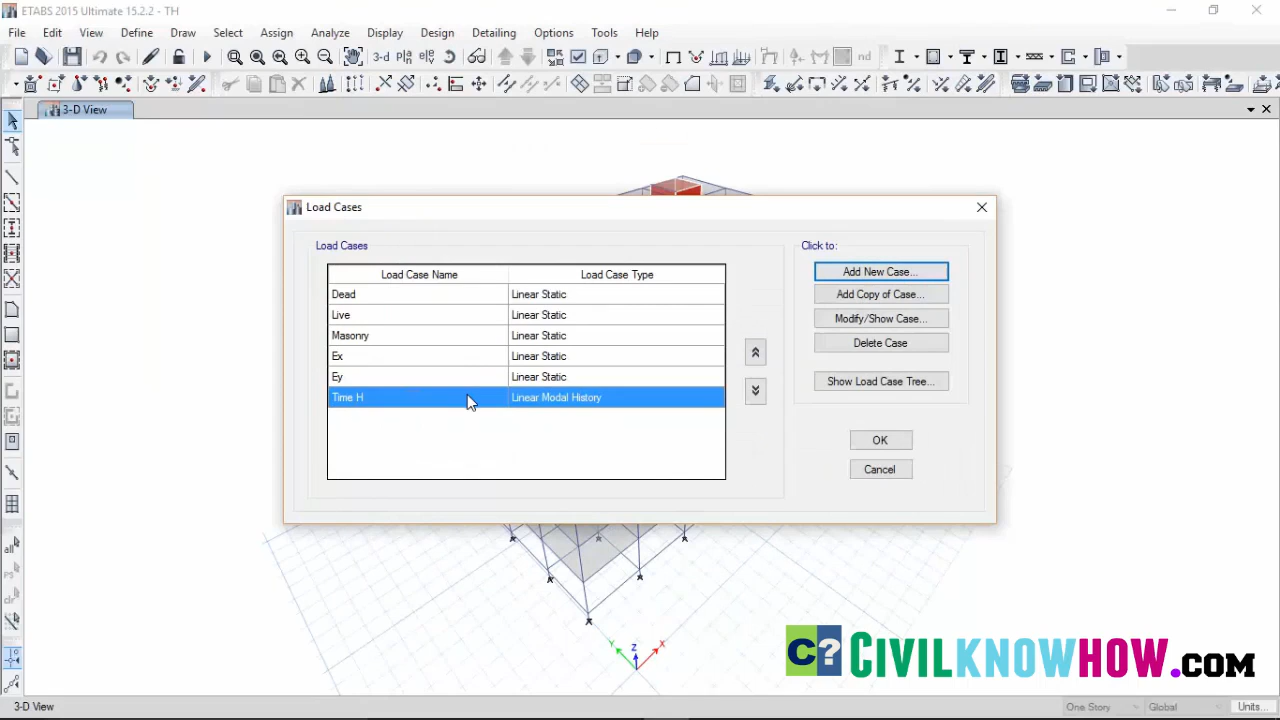 ETABS 2015 Ultimate 15.2.2 - TH
File Edit View Define Draw Select Assign Analyze Display Design Detailing Options Tools Help
3-d
nd
3-D View
Load Cases
Load Cases
Click to:
Load Case Name Load Case Type
Dead Linear Static
Live Linear Static
Masonry Linear Static
Ex Linear Static
Ey Linear Static
Time H Linear Modal History
Add New Case...
Add Copy of Case...
Modify/Show Case...
Delete Case
Show Load Case Tree...
OK
Cancel
all
Y Z X
C? CIVILKNOWHOW.COM
3-D View
One Story Global Units...